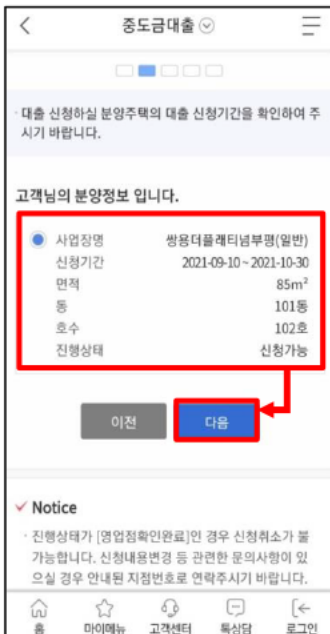 중도금대출
· 대출 신청하실 분양주택의 대출 신청기간을 확인하여 주
시기 바랍니다.
고객님의 분양정보 입니다.
사업장명 쌍용더플래티넘부평(일반)
신청기간 2021-09-10 ~ 2021-10-30
면적 85m²
동 101동
호수 102호
진행상태 신청가능
이전 다음
Notice
· 진행상태가 [영업점확인완료]인 경우 신청취소가 불
가능합니다. 신청내용변경 등 관련한 문의사항이 있
으실 경우 안내된 지점번호로 연락주시기 바랍니다.
홈 마이메뉴 고객센터 톡상담 로그인